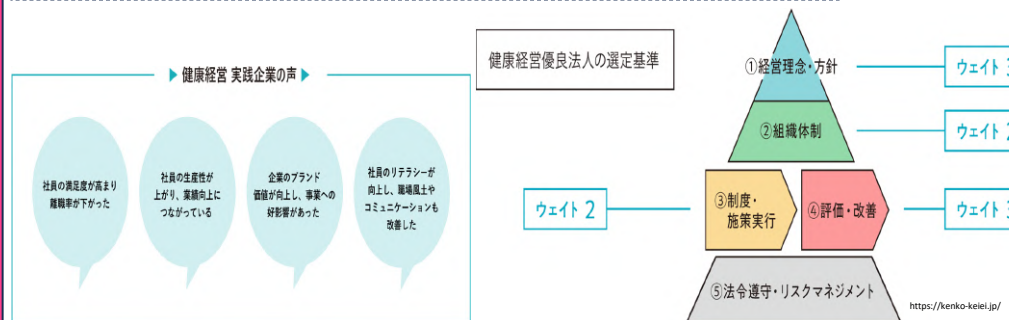 ▶ 健康経営 実践企業の声 ▶
社員の満足度が高まり
離職率が下がった
社員の生産性が
上がり、業績向上に
つながっている
企業のブランド
価値が向上し、事業への
好影響があった
社員のリテラシーが
向上し、職場風土や
コミュニケーションも
改善した
健康経営優良法人の選定基準
①経営理念・方針
ウェイト 3
②組織体制
ウェイト 2
ウェイト 2
③制度・
施策実行
④評価・改善
ウェイト 3
⑤法令遵守・リスクマネジメント
https://kenko-keiei.jp/